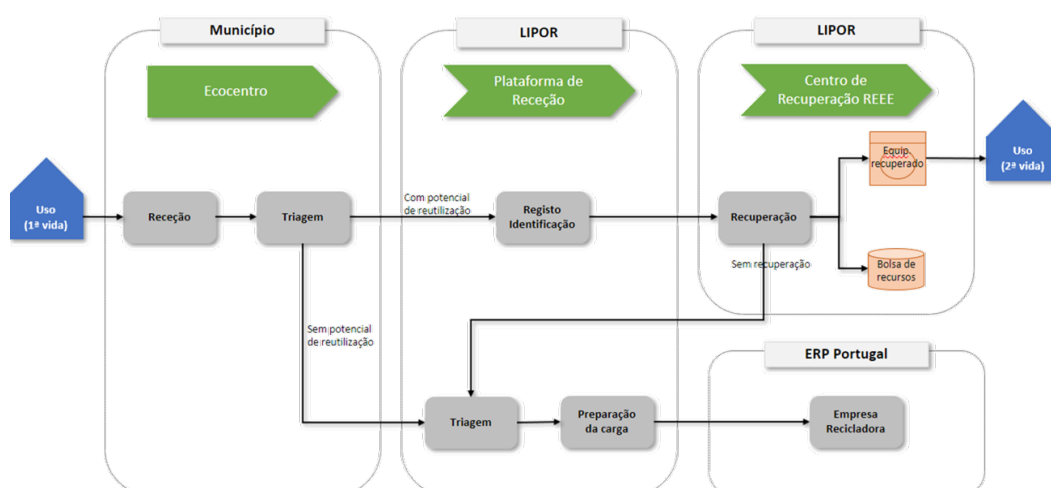 Município
LIPOR
LIPOR
Ecocentro
Plataforma de
Receção
Centro de
Recuperação REEE
Uso
(1ª vida)
Receção
Triagem
Com potencial
de reutilização
Registo
Identificação
Recuperação
Equip.
recuperado
Uso
(2ª vida)
Sem recuperação
Bolsa de
recursos
Sem potencial
de reutilização
ERP Portugal
Triagem
Preparação
da carga
Empresa
Recicladora